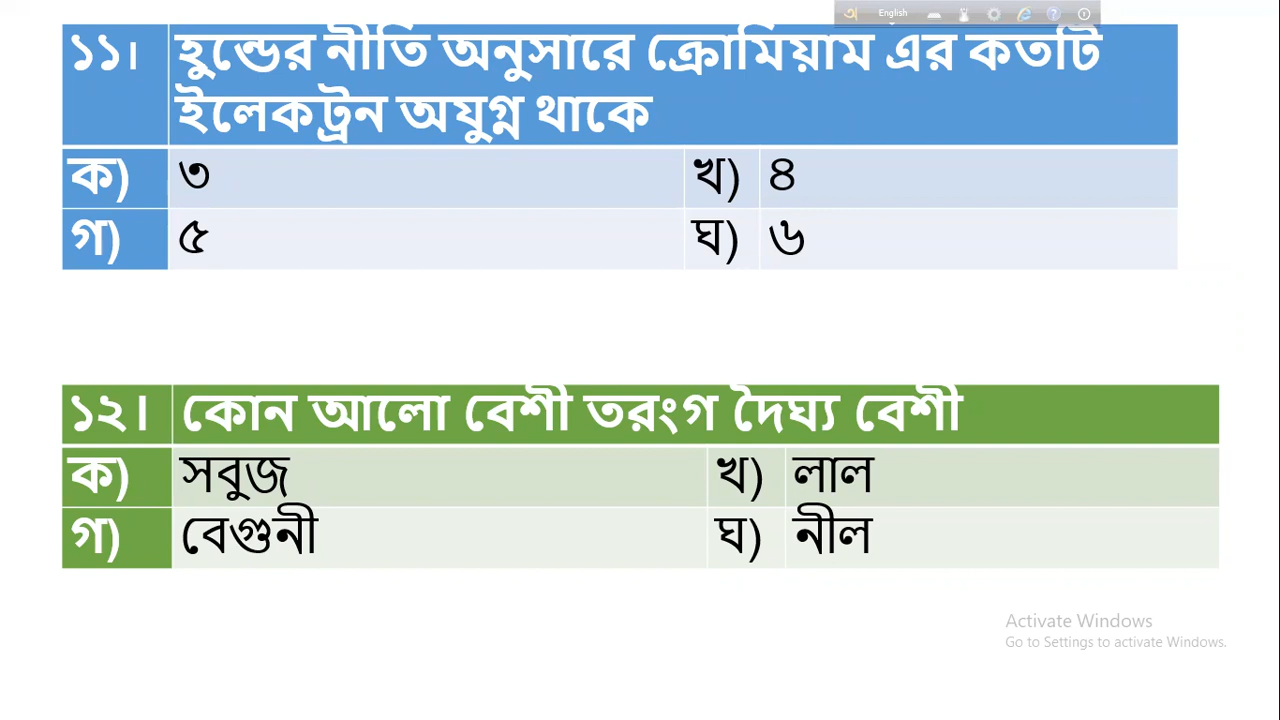 English
১১। হুন্ডের নীতি অনুসারে ক্রোমিয়াম এর কতটি
ইলেকট্রন অযুগ্ন থাকে
ক) ৩ খ) ৪
গ) ৫ ঘ) ৬
১২। কোন আলো বেশী তরংগ দৈঘ্য বেশী
ক) সবুজ খ) লাল
গ) বেগুনী ঘ) নীল
Activate Windows
Go to Settings to activate Windows.